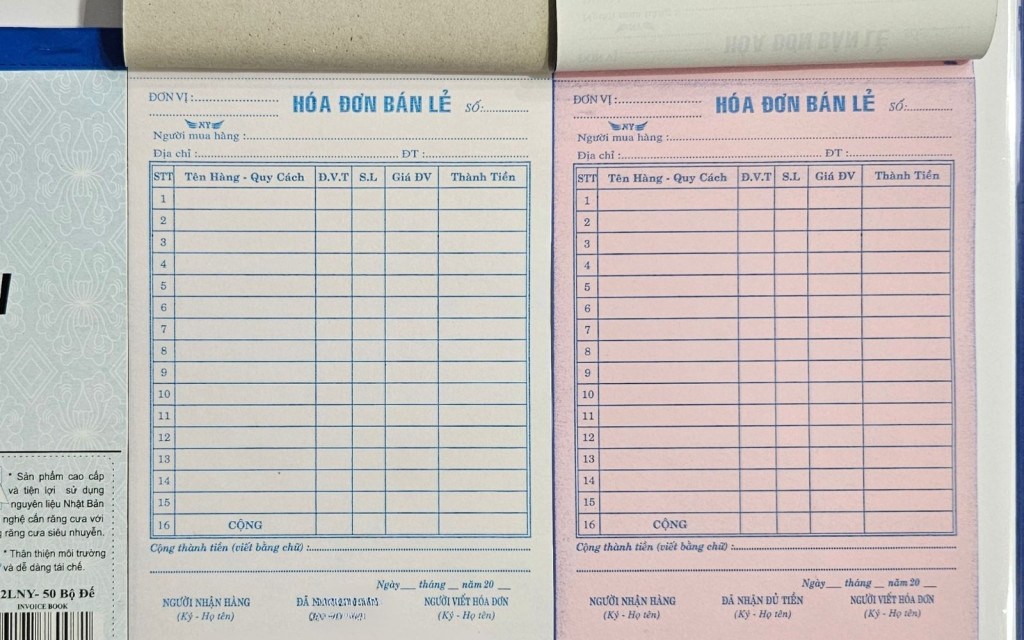 * Sản phẩm cao cấp
và tiện lợi sử dụng
nguyên liệu Nhật Bản
nghệ cấn răng cưa với
răng cưa siêu nhuyễn.
* Thân thiện môi trường
và dễ dàng tái chế.
2LNY- 50 Bộ Đế
INVOICE BOOK
ĐƠN VỊ :
HÓA ĐƠN BÁN LẺ
SỐ:
NY
Người mua hàng :
Địa chỉ : ĐT :
STT Tên Hàng - Quy Cách Đ.V.T S.L Giá ĐV Thành Tiền
1
2
3
4
5
6
7
8
9
10
11
12
13
14
15
16 CỘNG
Cộng thành tiền (viết bằng chữ) :
Ngày tháng năm 20
NGƯỜI NHẬN HÀNG ĐÃ NGƯỜI VIẾT HÓA ĐƠN
(Ký - Họ tên) (Ký - Họ tên)
HÓA ĐƠN BÁN LẺ
ĐƠN VỊ :
HÓA ĐƠN BÁN LẺ
SỐ:
NY
Người mua hàng :
Địa chỉ : ĐT :
STT Tên Hàng - Quy Cách Đ.V.T S.L Giá ĐV Thành Tiền
1
2
3
4
5
6
7
8
9
10
11
12
13
14
15
16 CỘNG
Cộng thành tiền (viết bằng chữ) :
Ngày tháng năm 20
NGƯỜI NHẬN HÀNG ĐÃ NHẬN ĐỦ TIỀN NGƯỜI VIẾT HÓA ĐƠN
(Ký - Họ tên) (Ký - Họ tên) (Ký - Họ tên)